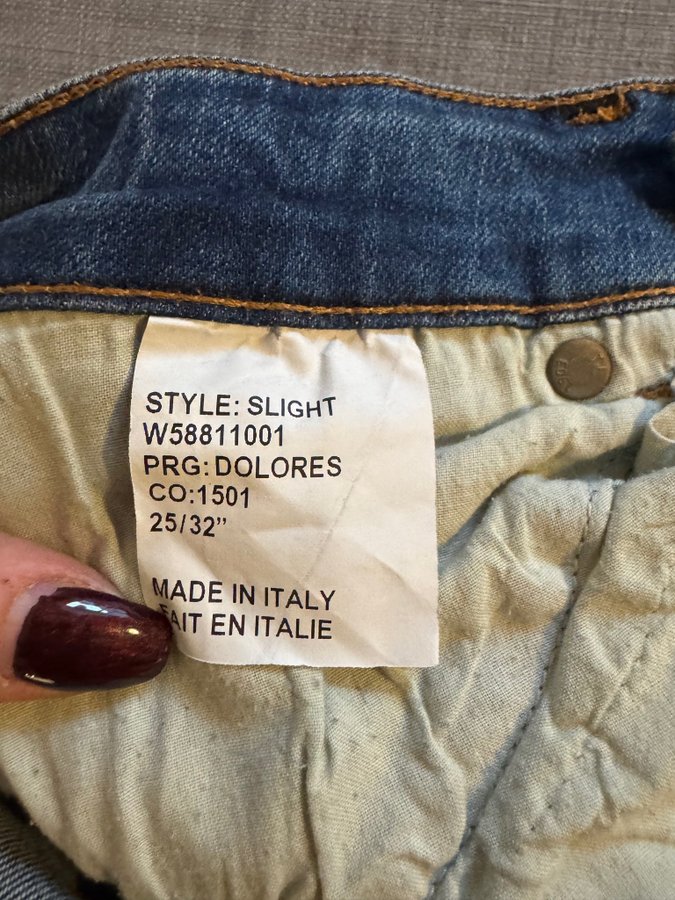 STYLE: SLIGHT
W58811001
PRG: DOLORES
CO:1501
25/32”
MADE IN ITALY
FAIT EN ITALIE